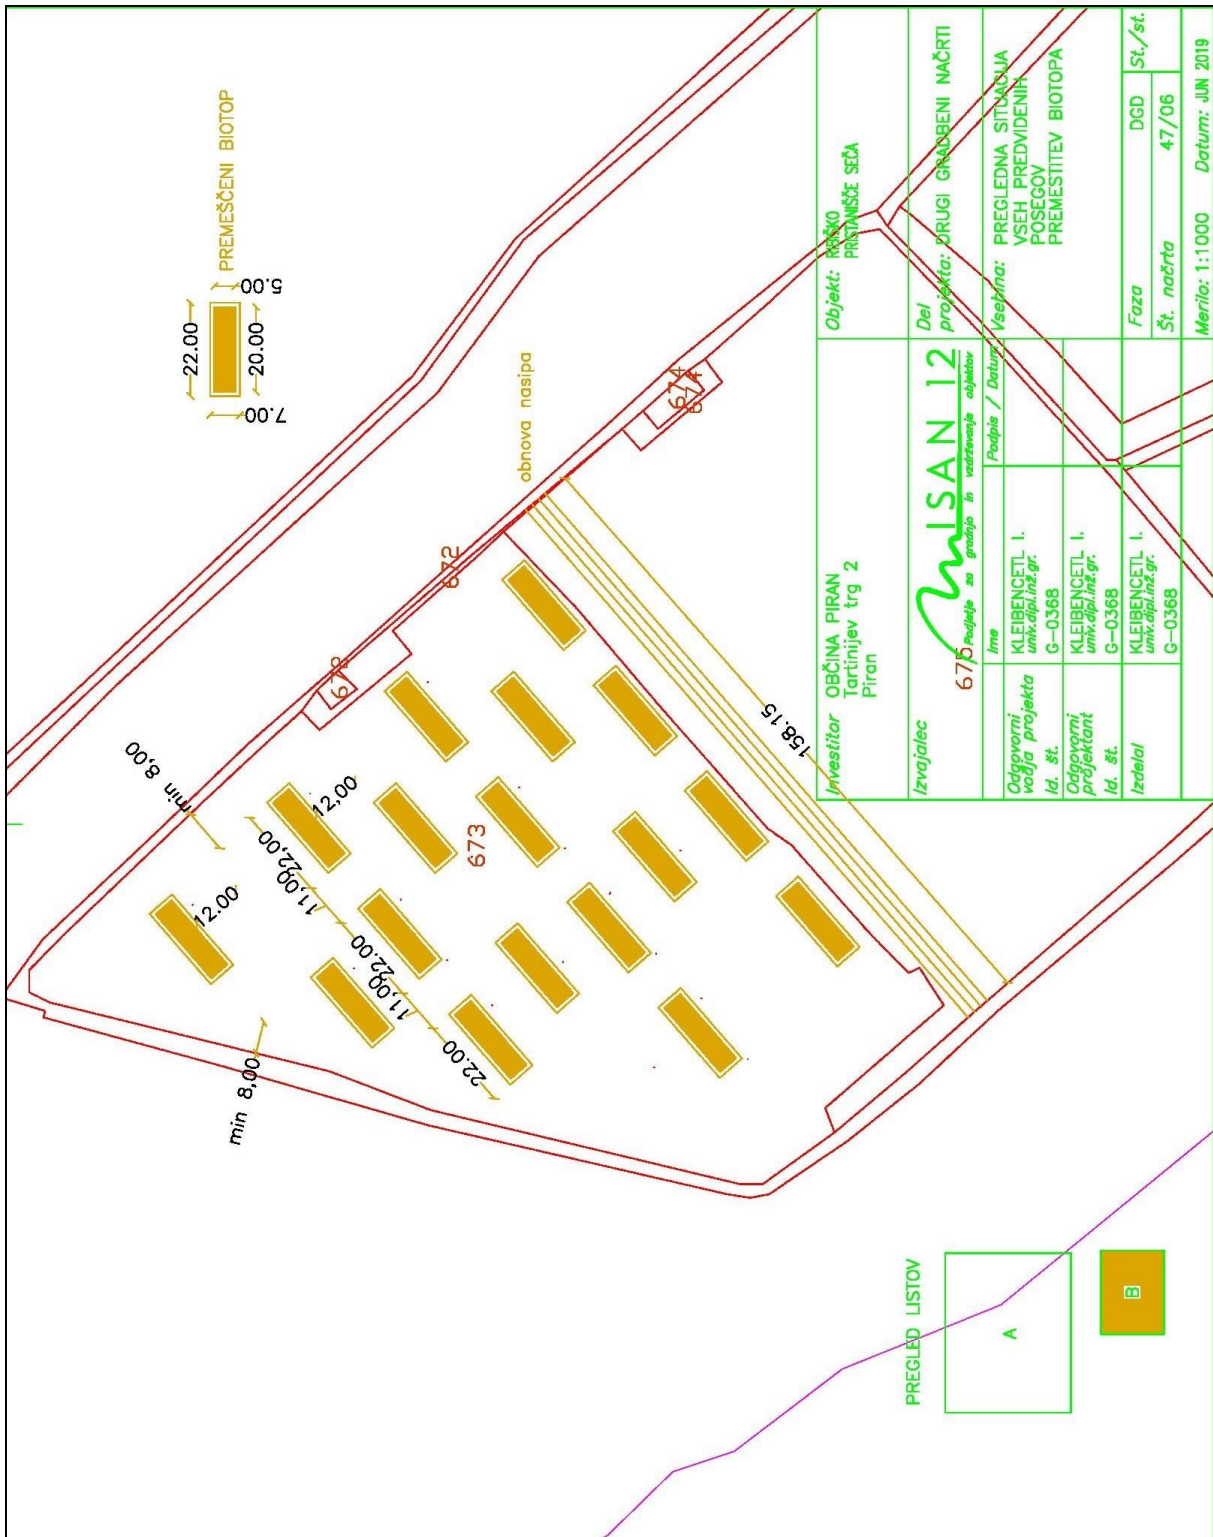 PREMEŠČENI BIOTOP
22.00
5.00
20.00
7.00
obnova nasipa
672
672
674
674
673
675
min 8,00
min 8,00
12.00
12,00
22,00
11,00
22.00
11,00
22.00
158.15
PREGLED LISTOV
A
B
Investitor
OBČINA PIRAN
Tartinijev trg 2
Piran
Objekt: RIBIŠKO
PRISTANIŠČE SEČA
Izvajalec
MISAN 12
Podjetje za gradnjo in vzdrževanje objektov
Del
projekta: DRUGI GRADBENI NAČRTI
Ime
Podpis / Datum
Vsebina: PREGLEDNA SITUACIJA
VSEH PREDVIDENIH
POSEGOV
PREMESTITEV BIOTOPA
Odgovorni
vodja projekta
Id. št.
KLEIBENCETL I.
univ.dipl.inž.gr.
G-0368
Odgovorni
projektant
Id. št.
KLEIBENCETL I.
univ.dipl.inž.gr.
G-0368
Izdelal
KLEIBENCETL I.
univ.dipl.inž.gr.
G-0368
Faza
DGD
Št./st.
Št. načrta
47/06
Merilo: 1:1000
Datum: JUN 2019